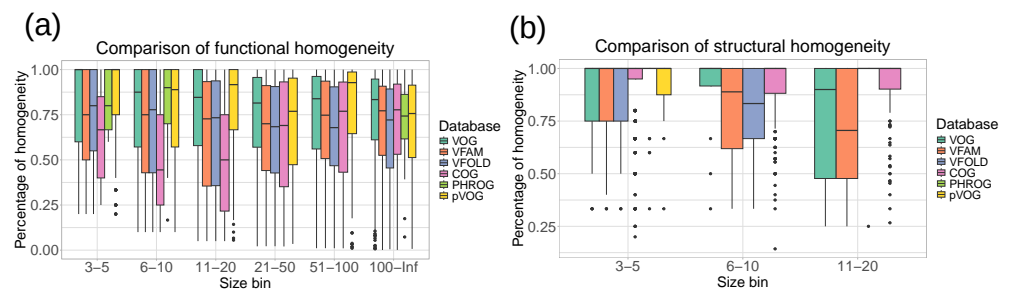 (a)
Comparison of functional homogeneity
Percentage of homogeneity
1.00
0.75
0.50
0.25
0.00
3–5
6–10
11–20
21–50
51–100
100–Inf
Size bin
Database
VOG
VFAM
VFOLD
COG
PHROG
pVOG
(b)
Comparison of structural homogeneity
Percentage of homogeneity
1.00
0.75
0.50
0.25
3–5
6–10
11–20
Size bin
Database
VOG
VFAM
VFOLD
COG
PHROG
pVOG